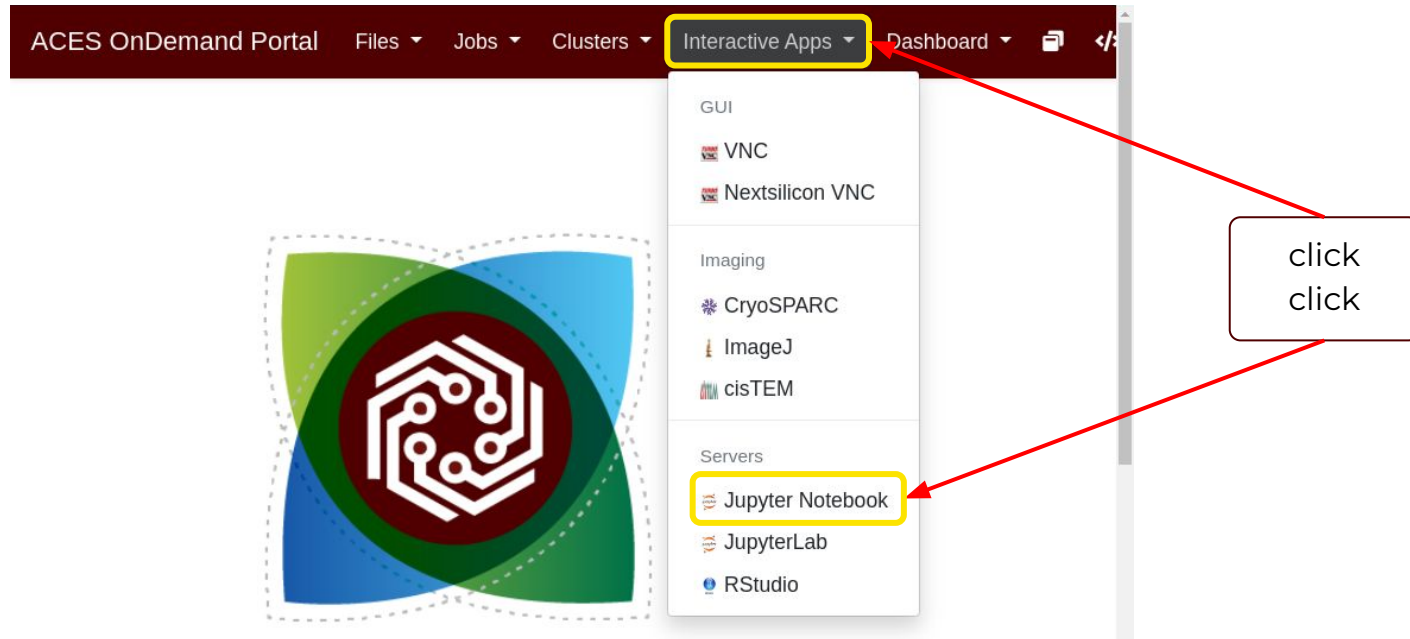 ACES OnDemand Portal Files Jobs Clusters Interactive Apps Dashboard </>
GUI
VNC
Nextsilicon VNC
Imaging
CryoSPARC
ImageJ
cisTEM
Servers
Jupyter Notebook
JupyterLab
RStudio
click
click